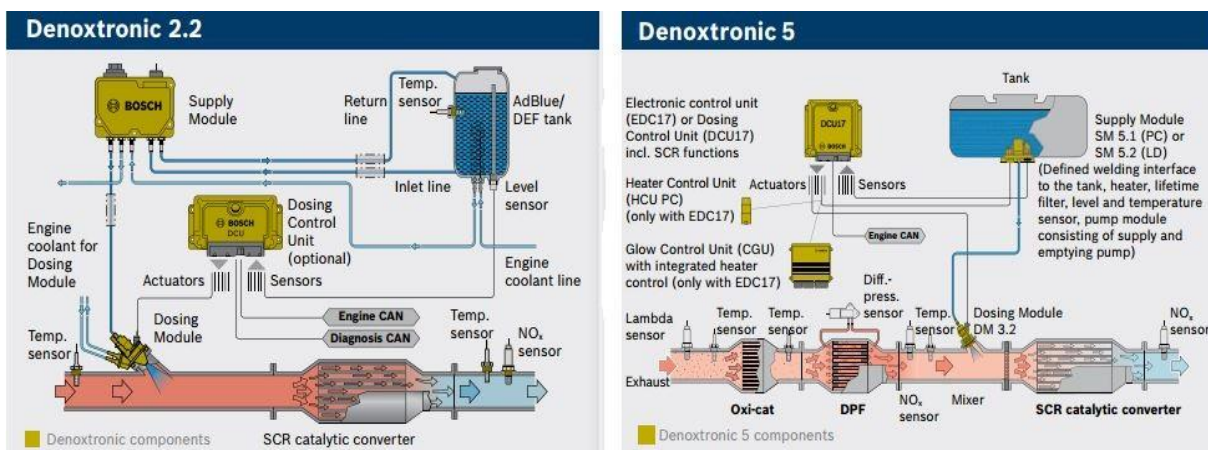 Denoxtronic 2.2
BOSCH
Supply
Module
Return
line
Temp.
sensor
AdBlue/
DEF tank
Inlet line
Level
sensor
BOSCH
DCU
Dosing
Control
Unit
(optional)
Engine
coolant for
Dosing
Module
Actuators
Sensors
Engine
coolant line
Engine CAN
Diagnosis CAN
Temp.
sensor
Dosing
Module
Temp.
sensor
NOₓ
sensor
SCR catalytic converter
Denoxtronic components
Denoxtronic 5
Tank
Electronic control unit
(EDC17) or Dosing
Control Unit (DCU17)
incl. SCR functions
DCU17
BOSCH
Supply Module
SM 5.1 (PC) or
SM 5.2 (LD)
(Defined welding interface
to the tank, heater, lifetime
filter, level and temperature
sensor, pump module
consisting of supply and
emptying pump)
Heater Control Unit
(HCU PC)
(only with EDC17)
Actuators
Sensors
Engine CAN
Glow Control Unit (CGU)
with integrated heater
control (only with EDC17)
Diff.-
press.
sensor
Lambda
sensor
Temp.
sensor
Temp.
sensor
Temp.
sensor
Dosing Module
DM 3.2
NOₓ
sensor
Exhaust
Oxi-cat
DPF
NOₓ
sensor
Mixer
SCR catalytic converter
Denoxtronic 5 components